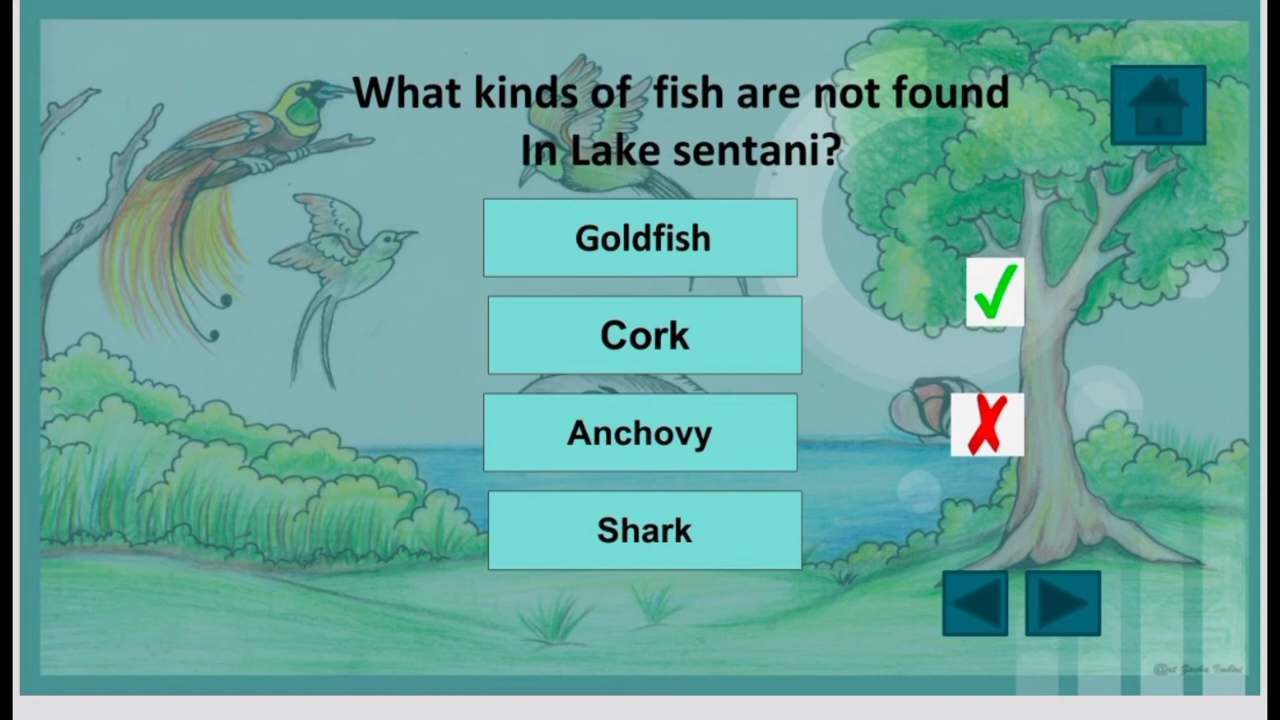 What kinds of fish are not found
In Lake sentani?
Goldfish
Cork
Anchovy
Shark